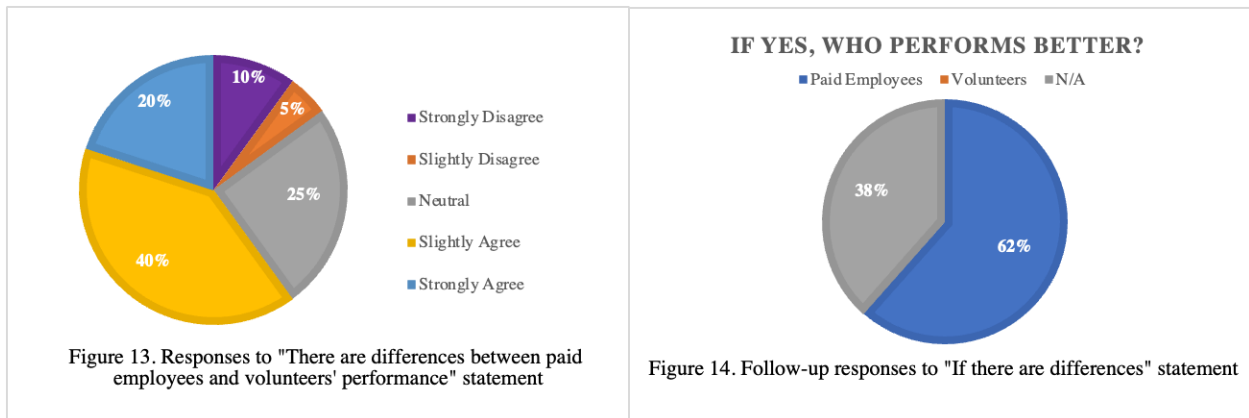 10%
5%
20%
25%
40%
Strongly Disagree
Slightly Disagree
Neutral
Slightly Agree
Strongly Agree
Figure 13. Responses to "There are differences between paid
employees and volunteers' performance" statement
IF YES, WHO PERFORMS BETTER?
Paid Employees Volunteers N/A
38%
62%
Figure 14. Follow-up responses to "If there are differences" statement